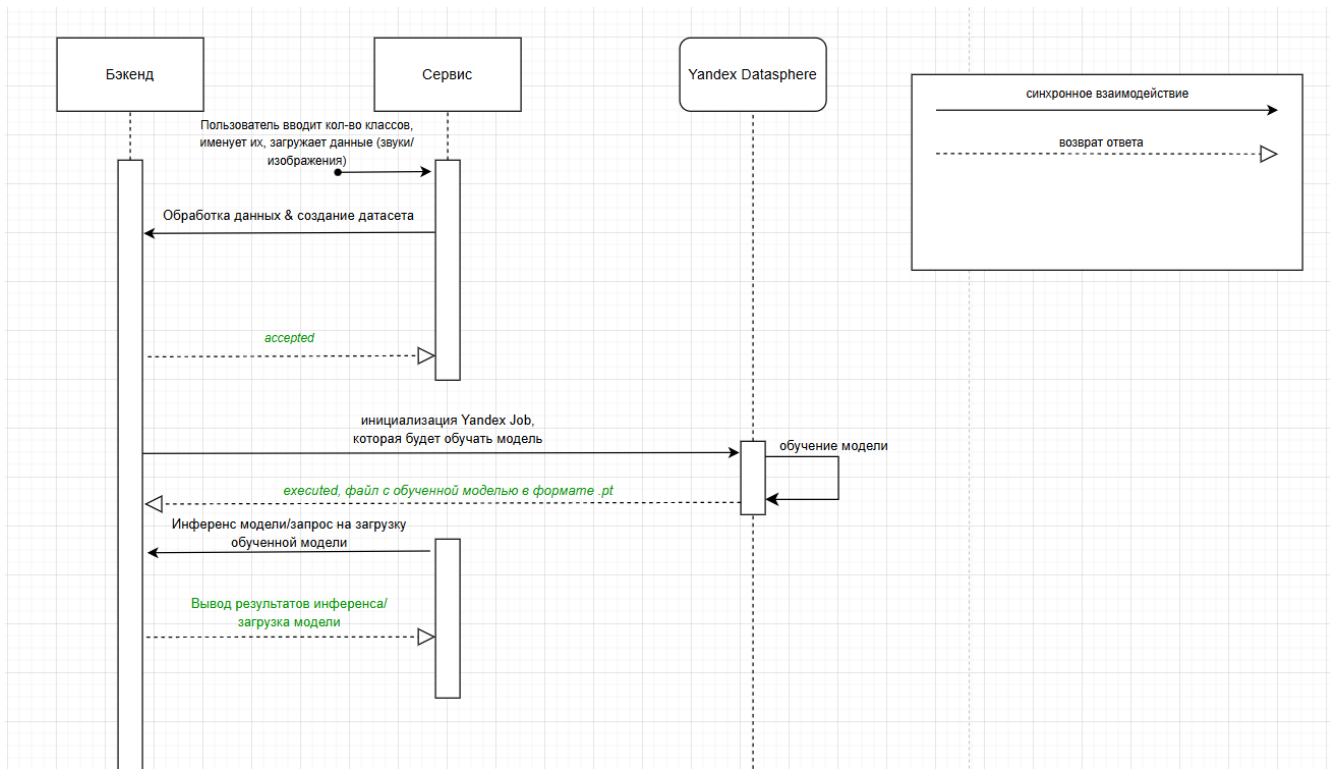 Бэкенд
Сервис
Yandex Datasphere
синхронное взаимодействие
возврат ответа
Пользователь вводит кол-во классов,
именует их, загружает данные (звуки/
изображения)
Обработка данных & создание датасета
accepted
инициализация Yandex Job,
которая будет обучать модель
обучение модели
executed, файл с обученной моделью в формате .pt
Инференс модели/запрос на загрузку
обученной модели
Вывод результатов инференса/
загрузка модели